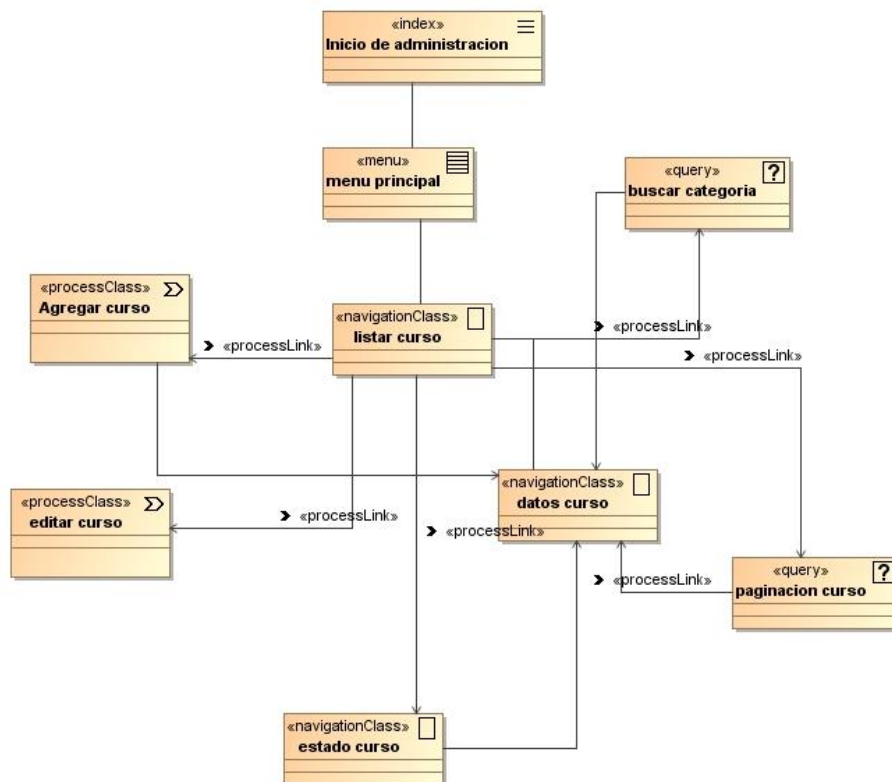 «index»
Inicio de administracion
«menu»
menu principal
«query»
buscar categoria
«processClass»
Agregar curso
«navigationClass»
listar curso
«processLink»
«processLink»
«processLink»
«navigationClass»
datos curso
«processClass»
editar curso
«processLink»
«processLink»
«query»
paginacion curso
«processLink»
«navigationClass»
estado curso